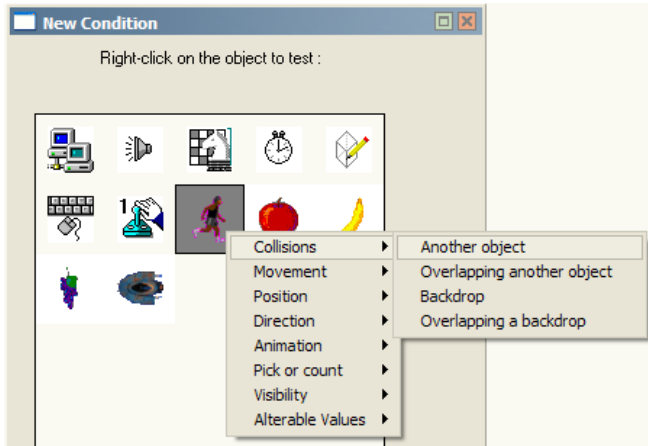 New Condition
Right-click on the object to test :
1
Collisions
Movement
Position
Direction
Animation
Pick or count
Visibility
Alterable Values
Another object
Overlapping another object
Backdrop
Overlapping a backdrop